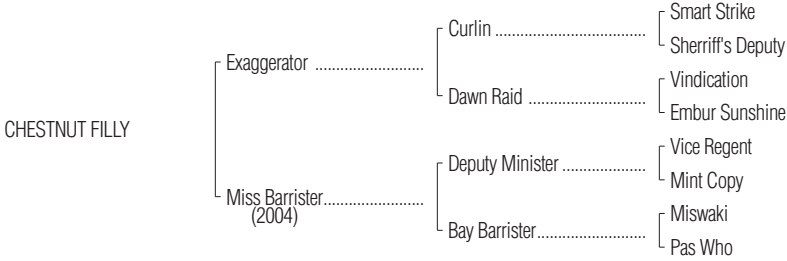 Smart Strike
Curlin ....................................
Sherriff's Deputy
Exaggerator .........................
Vindication
Dawn Raid ............................
Embur Sunshine
CHESTNUT FILLY
Vice Regent
Deputy Minister ....................
Mint Copy
Miss Barrister........................
(2004)
Miswaki
Bay Barrister..........................
Pas Who